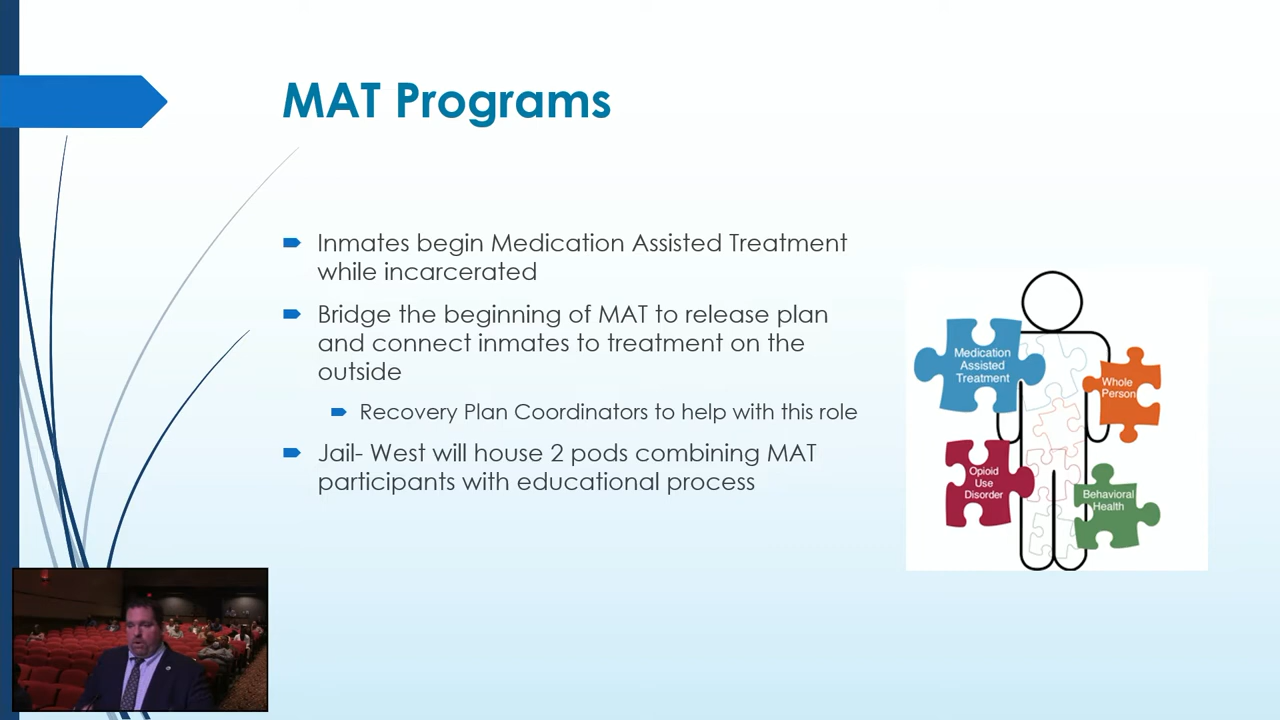 MAT Programs
Inmates begin Medication Assisted Treatment
while incarcerated
Bridge the beginning of MAT to release plan
and connect inmates to treatment on the
outside
Recovery Plan Coordinators to help with this role
Jail- West will house 2 pods combining MAT
participants with educational process
Medication
Assisted
Treatment
Whole
Person
Opioid
Use
Disorder
Behavioral
Health